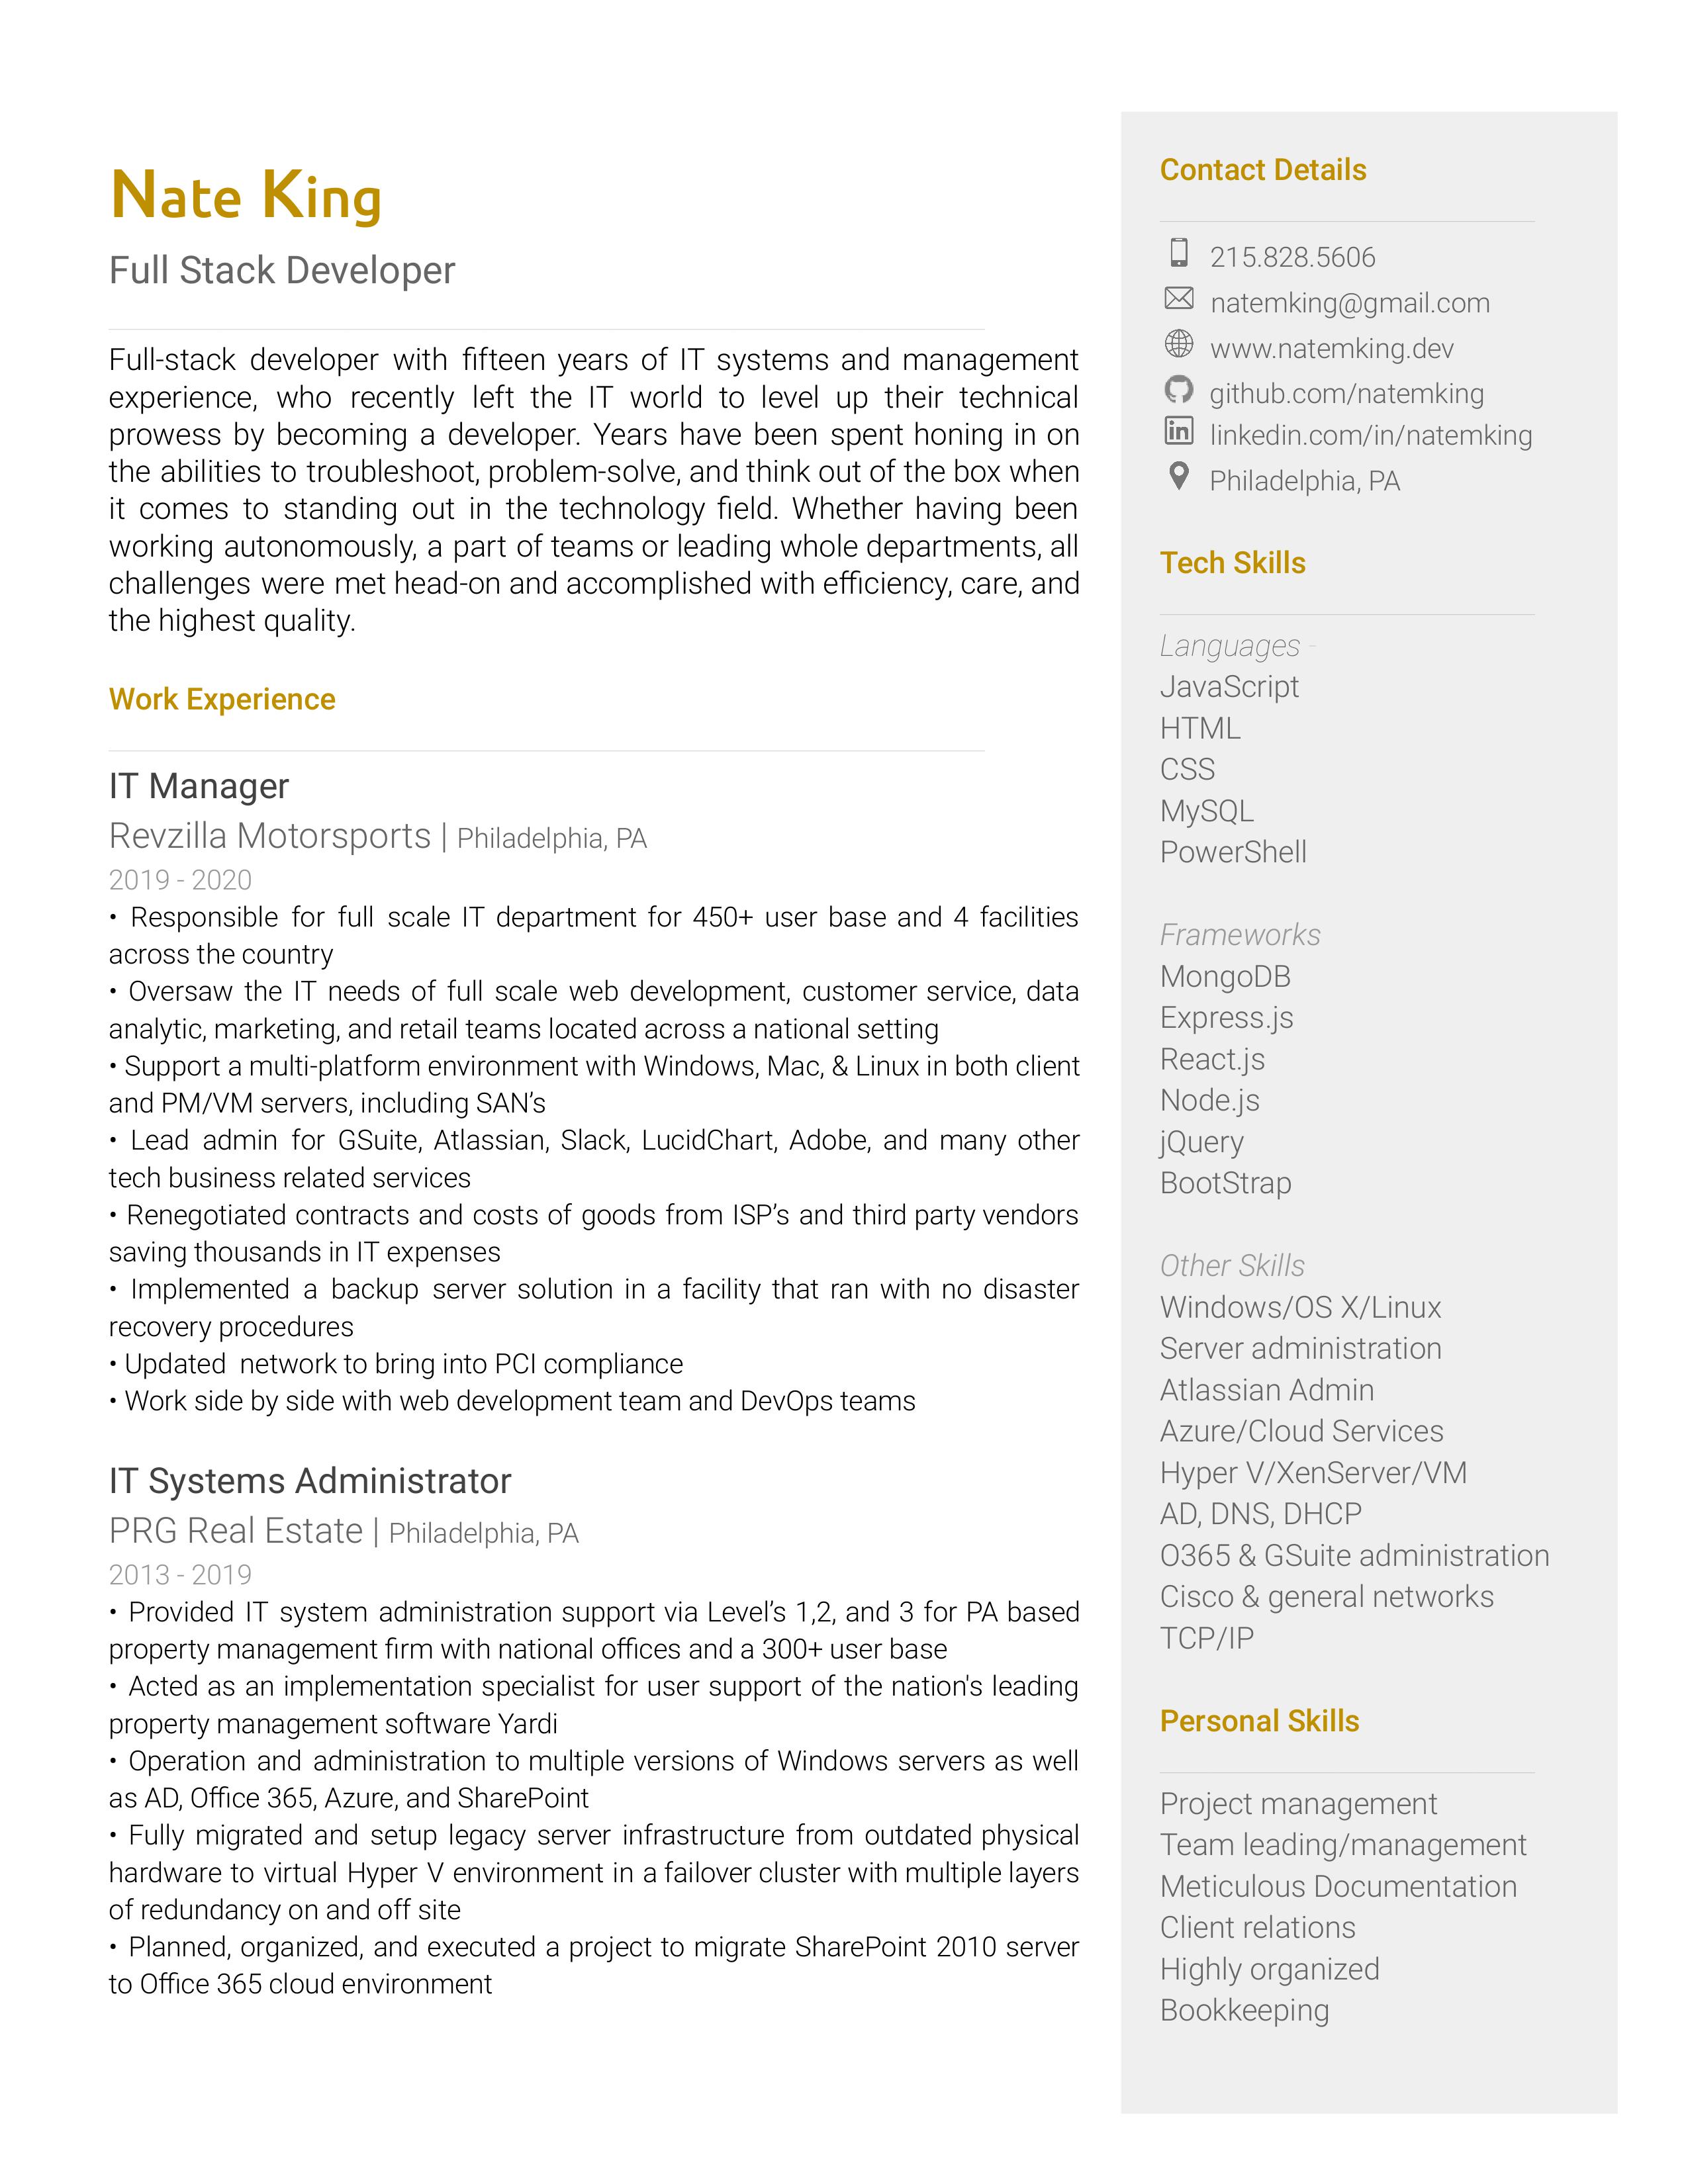 Nate King
Full Stack Developer
Full-stack developer with fifteen years of IT systems and management
experience, who recently left the IT world to level up their technical
prowess by becoming a developer. Years have been spent honing in on
the abilities to troubleshoot, problem-solve, and think out of the box when
it comes to standing out in the technology field. Whether having been
working autonomously, a part of teams or leading whole departments, all
challenges were met head-on and accomplished with efficiency, care, and
the highest quality.
Work Experience
IT Manager
Revzilla Motorsports | Philadelphia, PA
2019 - 2020
• Responsible for full scale IT department for 450+ user base and 4 facilities
across the country
• Oversaw the IT needs of full scale web development, customer service, data
analytic, marketing, and retail teams located across a national setting
• Support a multi-platform environment with Windows, Mac, & Linux in both client
and PM/VM servers, including SAN’s
• Lead admin for GSuite, Atlassian, Slack, LucidChart, Adobe, and many other
tech business related services
• Renegotiated contracts and costs of goods from ISP’s and third party vendors
saving thousands in IT expenses
• Implemented a backup server solution in a facility that ran with no disaster
recovery procedures
• Updated  network to bring into PCI compliance
• Work side by side with web development team and DevOps teams
IT Systems Administrator
PRG Real Estate | Philadelphia, PA
2013 - 2019
• Provided IT system administration support via Level’s 1,2, and 3 for PA based
property management firm with national offices and a 300+ user base
• Acted as an implementation specialist for user support of the nation's leading
property management software Yardi
• Operation and administration to multiple versions of Windows servers as well
as AD, Office 365, Azure, and SharePoint
• Fully migrated and setup legacy server infrastructure from outdated physical
hardware to virtual Hyper V environment in a failover cluster with multiple layers
of redundancy on and off site
• Planned, organized, and executed a project to migrate SharePoint 2010 server
to Office 365 cloud environment
Contact Details
215.828.5606
natemking@gmail.com
www.natemking.dev
github.com/natemking
linkedin.com/in/natemking
Philadelphia, PA
Tech Skills
Languages -
JavaScript
HTML
CSS
MySQL
PowerShell
Frameworks
MongoDB
Express.js
React.js
Node.js
jQuery
BootStrap
Other Skills
Windows/OS X/Linux
Server administration
Atlassian Admin
Azure/Cloud Services
Hyper V/XenServer/VM
AD, DNS, DHCP
O365 & GSuite administration
Cisco & general networks
TCP/IP
Personal Skills
Project management
Team leading/management
Meticulous Documentation
Client relations
Highly organized
Bookkeeping